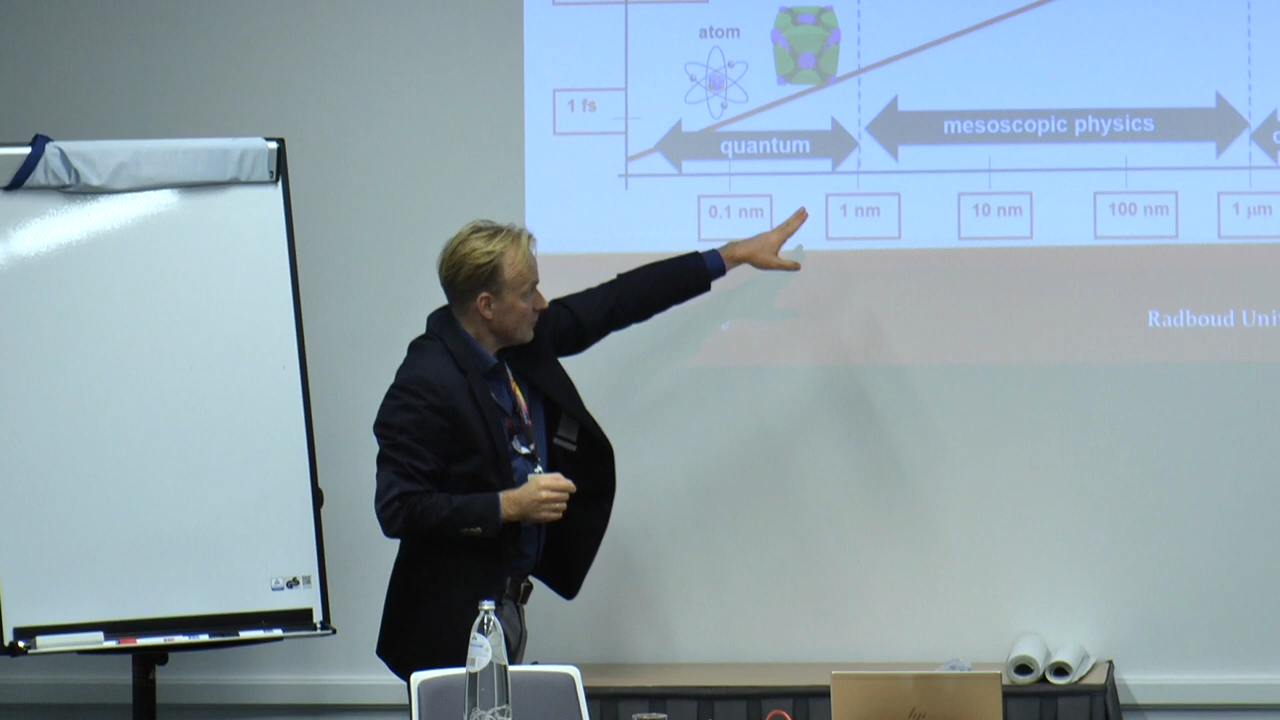 atom
1 fs
quantum
mesoscopic physics
0.1 nm
1 nm
10 nm
100 nm
1 μm
Radboud Uni
hp